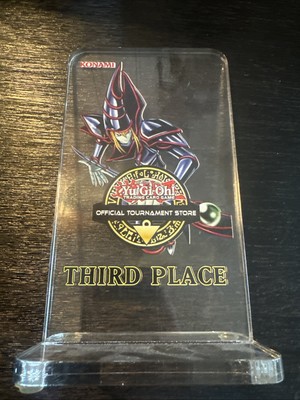 KONAMI
Yu-Gi-Oh!
TRADING CARD GAME
OFFICIAL TOURNAMENT STORE
THIRD PLACE